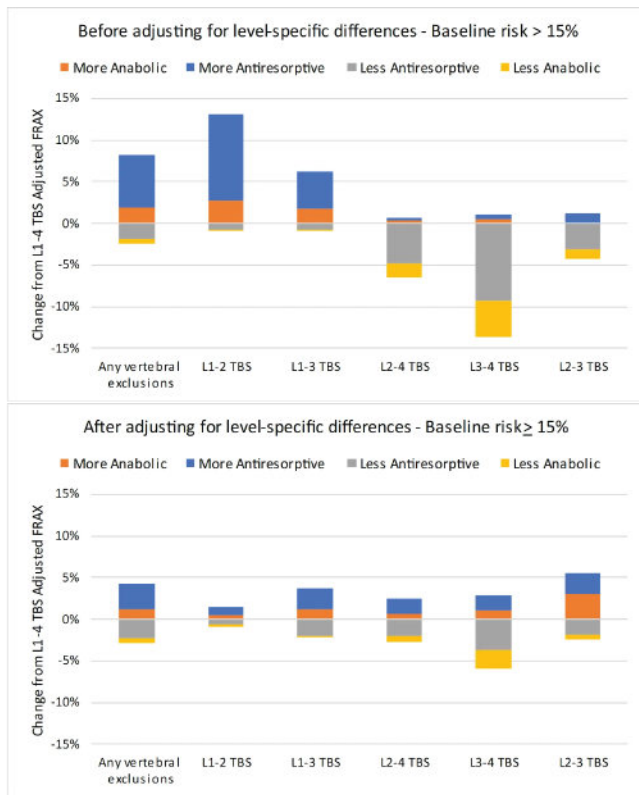 Before adjusting for level-specific differences - Baseline risk > 15%
More Anabolic More Antiresorptive Less Antiresorptive Less Anabolic
Change from L1-4 TBS Adjusted FRAX
15%
10%
5%
0%
-5%
-10%
-15%
Any vertebral exclusions L1-2 TBS L1-3 TBS L2-4 TBS L3-4 TBS L2-3 TBS
After adjusting for level-specific differences - Baseline risk ≥ 15%
More Anabolic More Antiresorptive Less Antiresorptive Less Anabolic
Change from L1-4 TBS Adjusted FRAX
15%
10%
5%
0%
-5%
-10%
-15%
Any vertebral exclusions L1-2 TBS L1-3 TBS L2-4 TBS L3-4 TBS L2-3 TBS